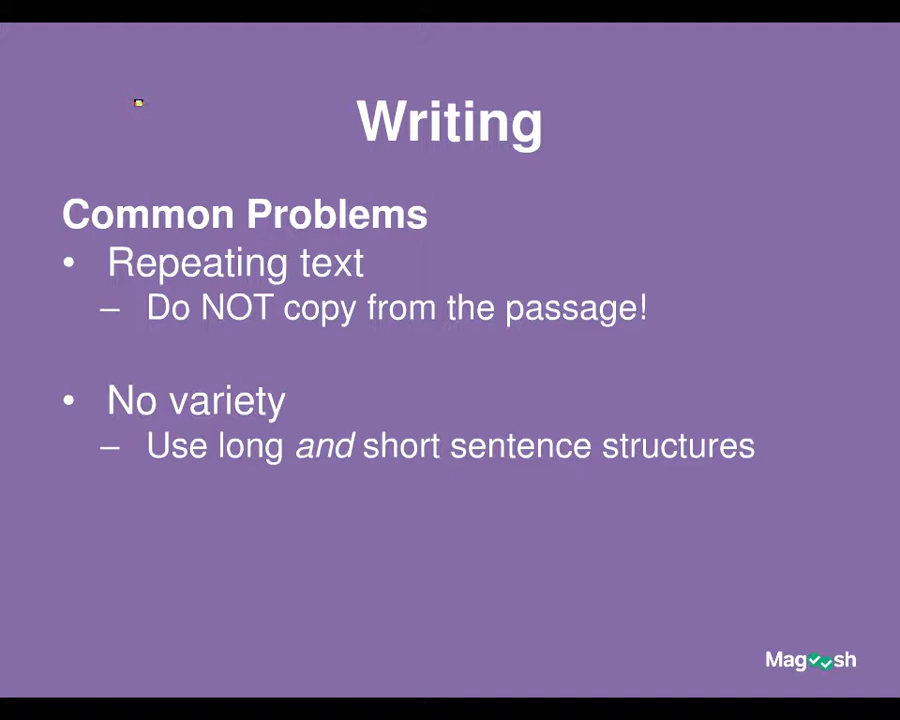 Writing
Common Problems
• Repeating text
– Do NOT copy from the passage!
• No variety
– Use long and short sentence structures
Magoosh